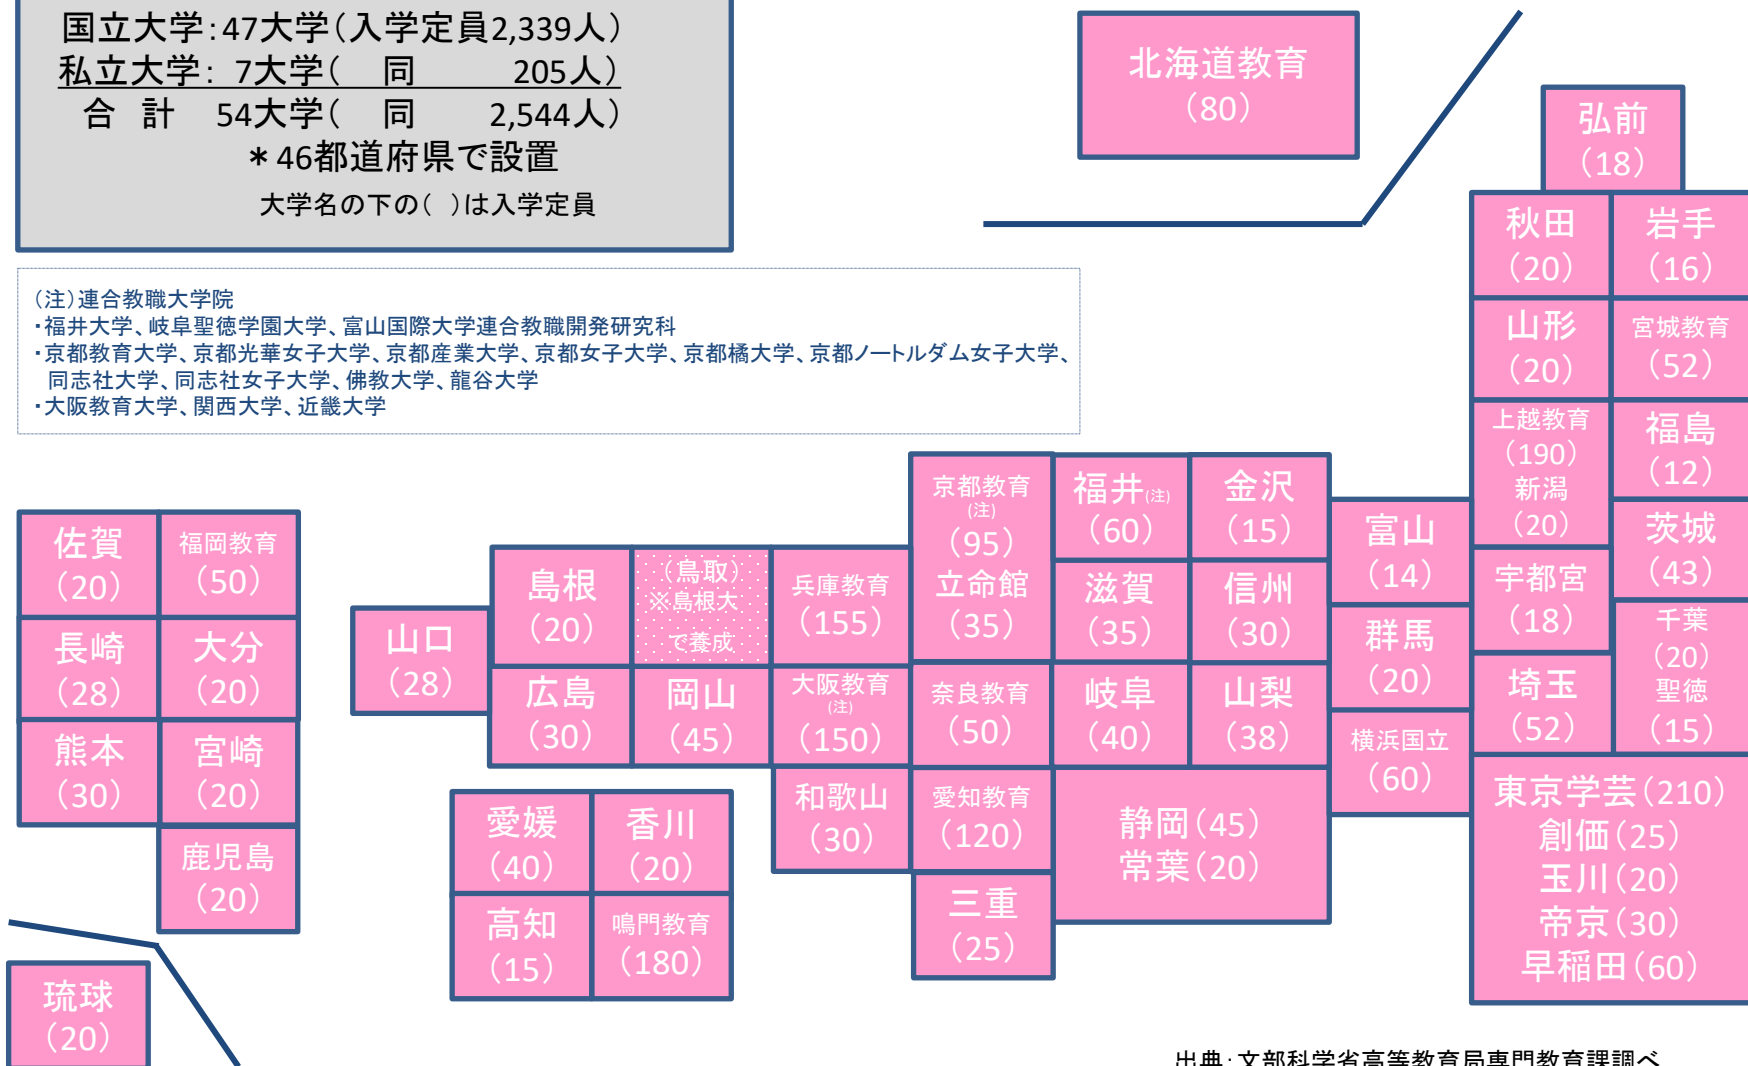 国立大学:47大学(入学定員2,339人)
私立大学: 7大学( 同 205人)
合 計 54大学( 同 2,544人)
*46都道府県で設置
大学名の下の( )は入学定員
(注)連合教職大学院
・福井大学、岐阜聖徳学園大学、富山国際大学連合教職開発研究科
・京都教育大学、京都光華女子大学、京都産業大学、京都女子大学、京都橘大学、京都ノートルダム女子大学、
同志社大学、同志社女子大学、佛教大学、龍谷大学
・大阪教育大学、関西大学、近畿大学
北海道教育
(80)
弘前
(18)
秋田
(20)
岩手
(16)
山形
(20)
宮城教育
(52)
上越教育
(190)
新潟
(20)
福島
(12)
茨城
(43)
宇都宮
(18)
千葉
(20)
聖徳
(15)
埼玉
(52)
東京学芸(210)
創価(25)
玉川(20)
帝京(30)
早稲田(60)
富山
(14)
群馬
(20)
横浜国立
(60)
金沢
(15)
信州
(30)
山梨
(38)
福井(注)
(60)
滋賀
(35)
岐阜
(40)
静岡(45)
常葉(20)
京都教育
(注)
(95)
立命館
(35)
奈良教育
(50)
愛知教育
(120)
三重
(25)
兵庫教育
(155)
大阪教育
(注)
(150)
和歌山
(30)
(鳥取)
※島根大
で養成
岡山
(45)
島根
(20)
広島
(30)
山口
(28)
愛媛
(40)
香川
(20)
高知
(15)
鳴門教育
(180)
佐賀
(20)
福岡教育
(50)
長崎
(28)
大分
(20)
熊本
(30)
宮崎
(20)
鹿児島
(20)
琉球
(20)
出典:文部科学省高等教育局専門教育課調べ